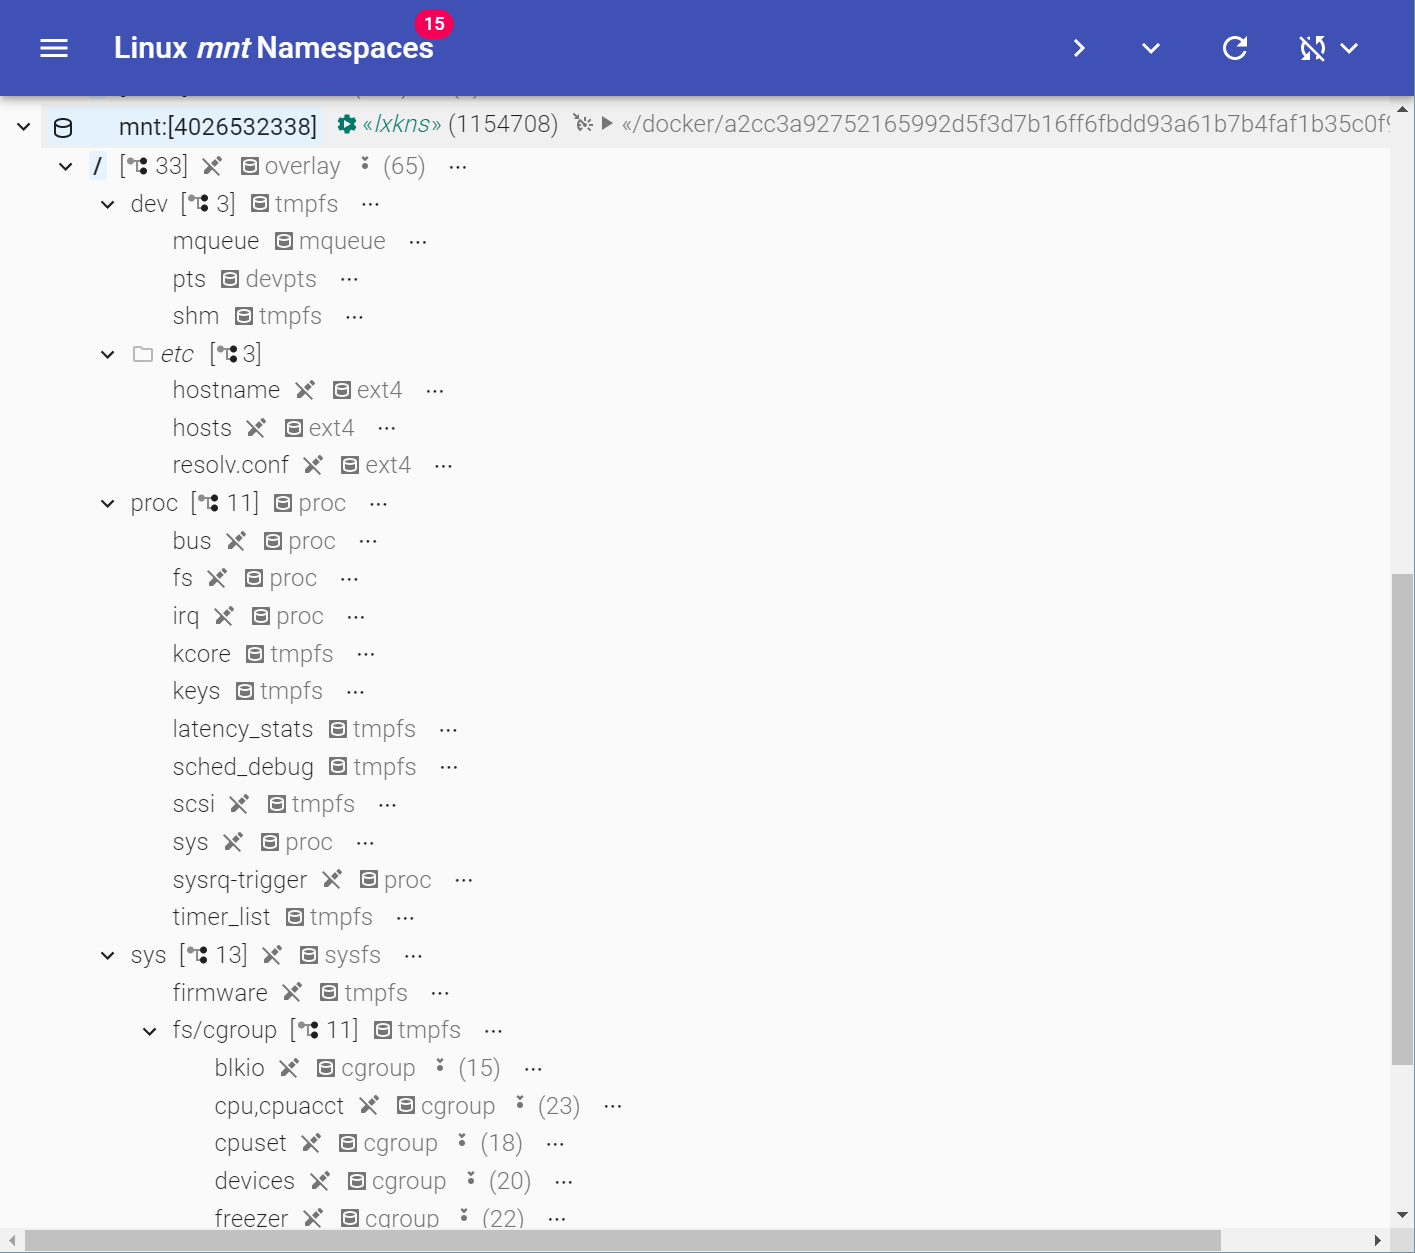 15
Linux mnt Namespaces
mnt:[4026532338] «lxkns» (1154708) «/docker/a2cc3a92752165992d5f3d7b16ff6fbdd93a61b7b4faf1b35c0f
/ [33] overlay (65) ...
dev [3] tmpfs ...
mqueue mqueue ...
pts devpts ...
shm tmpfs ...
etc [3]
hostname ext4 ...
hosts ext4 ...
resolv.conf ext4 ...
proc [11] proc ...
bus proc ...
fs proc ...
irq proc ...
kcore tmpfs ...
keys tmpfs ...
latency_stats tmpfs ...
sched_debug tmpfs ...
scsi tmpfs ...
sys proc ...
sysrq-trigger proc ...
timer_list tmpfs ...
sys [13] sysfs ...
firmware tmpfs ...
fs/cgroup [11] tmpfs ...
blkio cgroup (15) ...
cpu,cpuacct cgroup (23) ...
cpuset cgroup (18) ...
devices cgroup (20) ...
freezer cgroup (22) ...